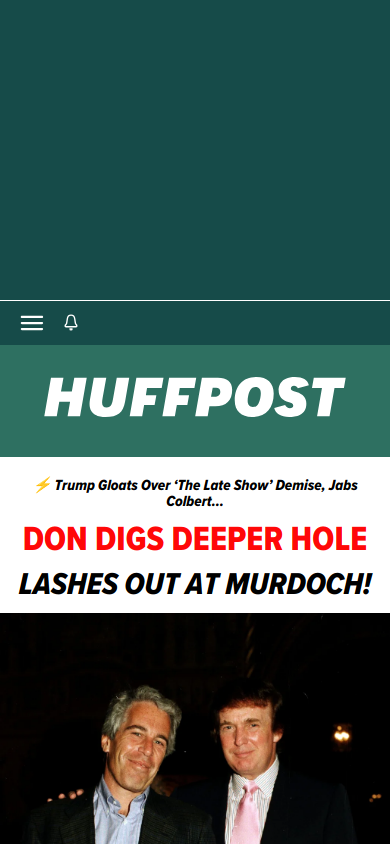 HUFFPOST
⚡ Trump Gloats Over ‘The Late Show’ Demise, Jabs
Colbert...
DON DIGS DEEPER HOLE
LASHES OUT AT MURDOCH!